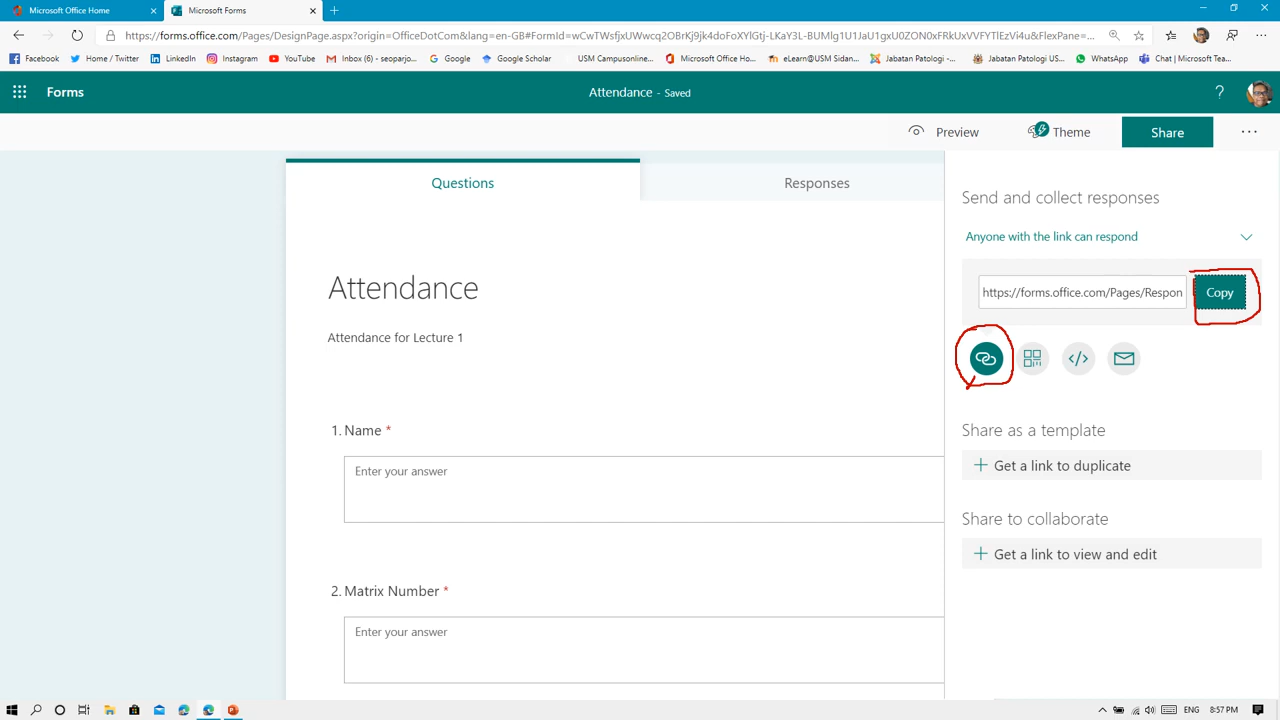 Microsoft Office Home
Microsoft Forms
https://forms.office.com/Pages/DesignPage.aspx?origin=OfficeDotCom&lang=en-GB#FormId=wCwTWsfjxUWwcq2OBrKj9jk4doFoXYlGtj-LKaY3L-BUMlg1U1JaU1gxU0ZON0xFRkUxVVFYTlEzVi4u&FlexPane=...
Facebook
Home / Twitter
LinkedIn
Instagram
YouTube
Inbox (6) - seoparjo...
Google
Google Scholar
USM Campusonline...
Microsoft Office Ho...
eLearn@USM Sidan...
Jabatan Patologi -...
Jabatan Patologi US...
WhatsApp
Chat | Microsoft Tea...
Forms
Attendance - Saved
?
Preview
Theme
Share
Questions
Responses
Attendance
Attendance for Lecture 1
1. Name *
Enter your answer
2. Matrix Number *
Enter your answer
Send and collect responses
Anyone with the link can respond
https://forms.office.com/Pages/Respon
Copy
</>
Share as a template
+ Get a link to duplicate
Share to collaborate
+ Get a link to view and edit
ENG
8:57 PM